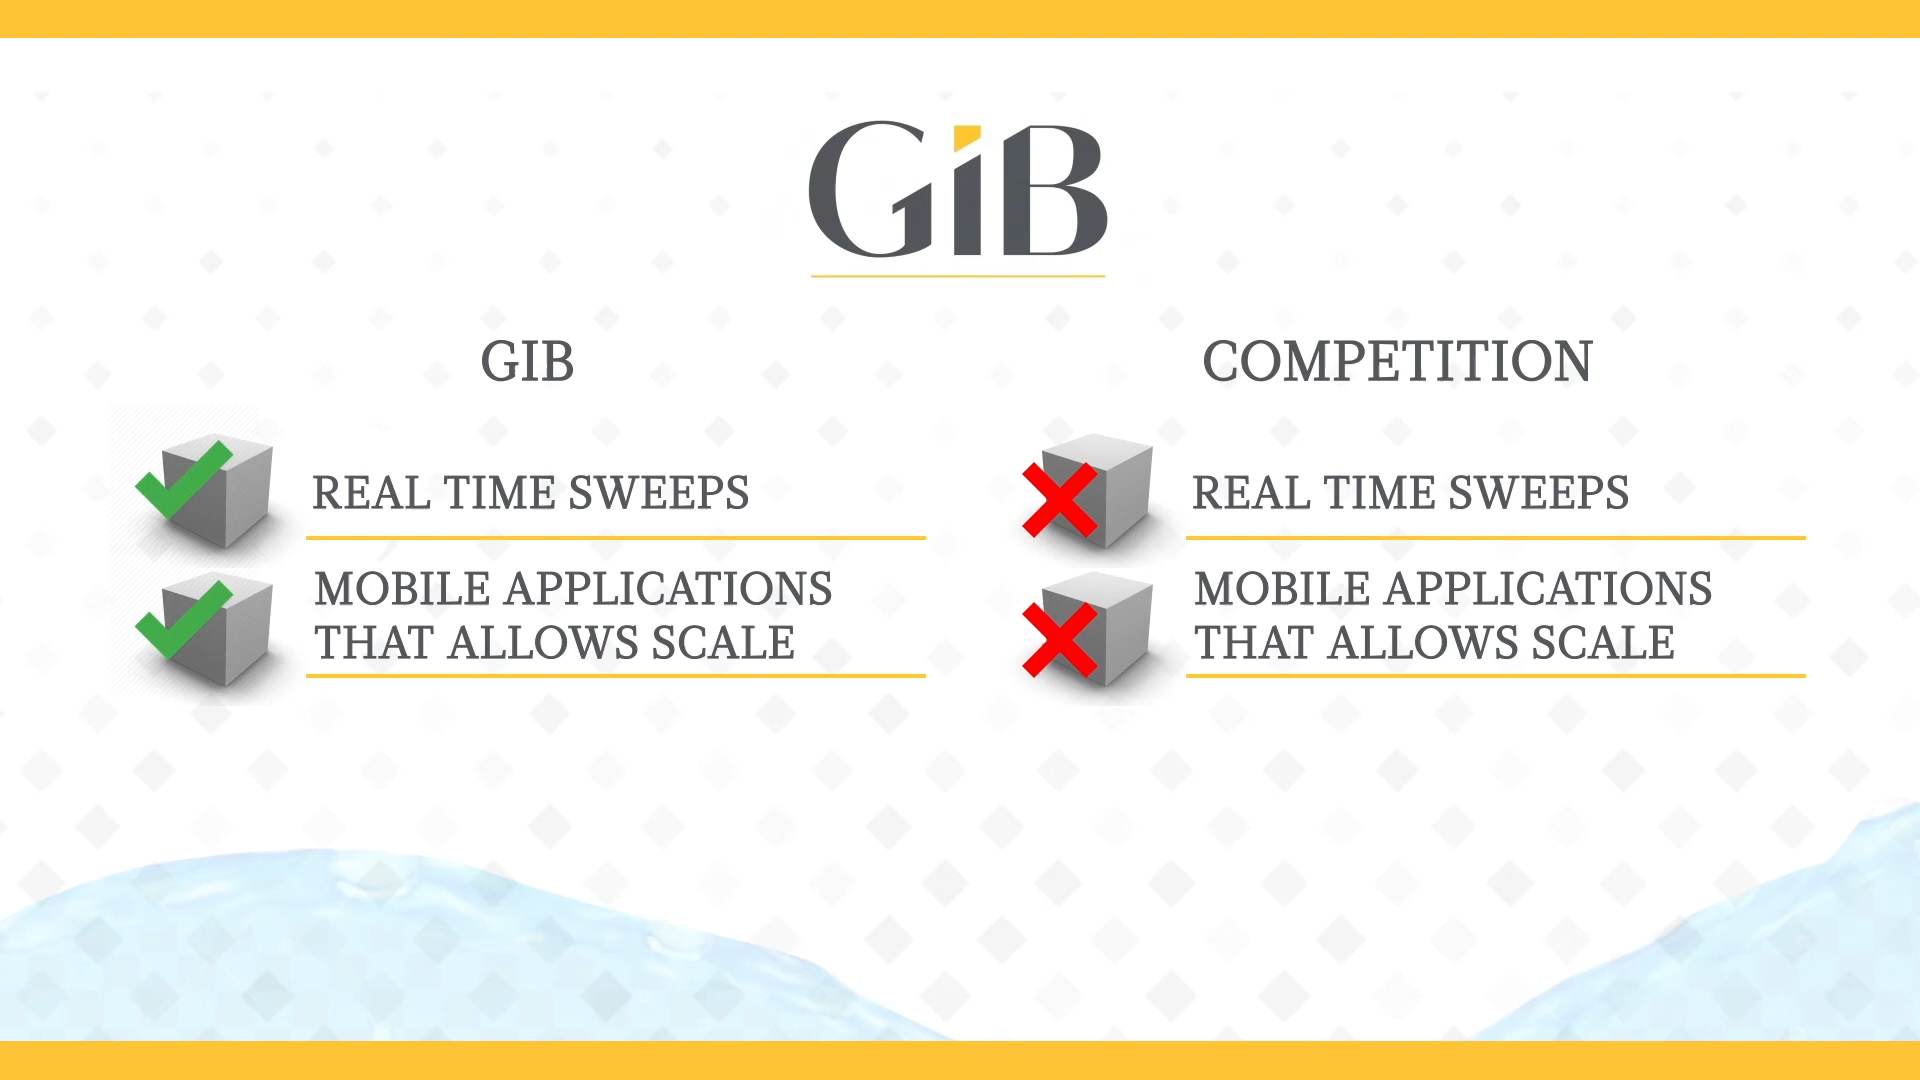 GiB
GIB
REAL TIME SWEEPS
MOBILE APPLICATIONS
THAT ALLOWS SCALE
COMPETITION
REAL TIME SWEEPS
MOBILE APPLICATIONS
THAT ALLOWS SCALE